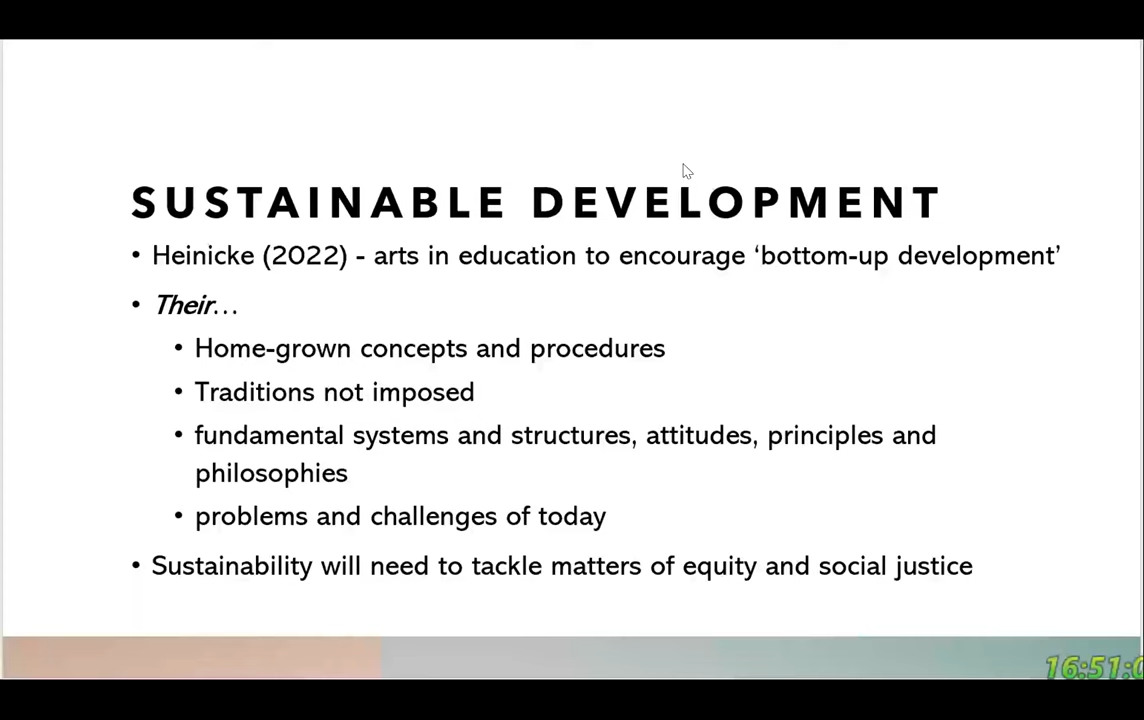 SUSTAINABLE DEVELOPMENT
• Heinicke (2022) - arts in education to encourage ‘bottom-up development’
• Their...
• Home-grown concepts and procedures
• Traditions not imposed
• fundamental systems and structures, attitudes, principles and
philosophies
• problems and challenges of today
• Sustainability will need to tackle matters of equity and social justice
16:51: